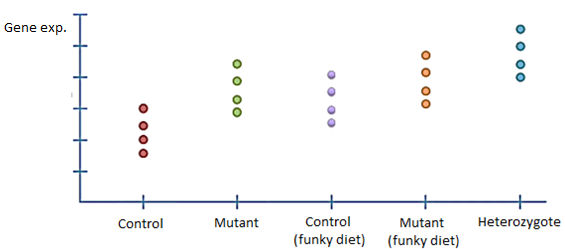 Gene exp.
Control
Mutant
Control
(funky diet)
Mutant
(funky diet)
Heterozygote